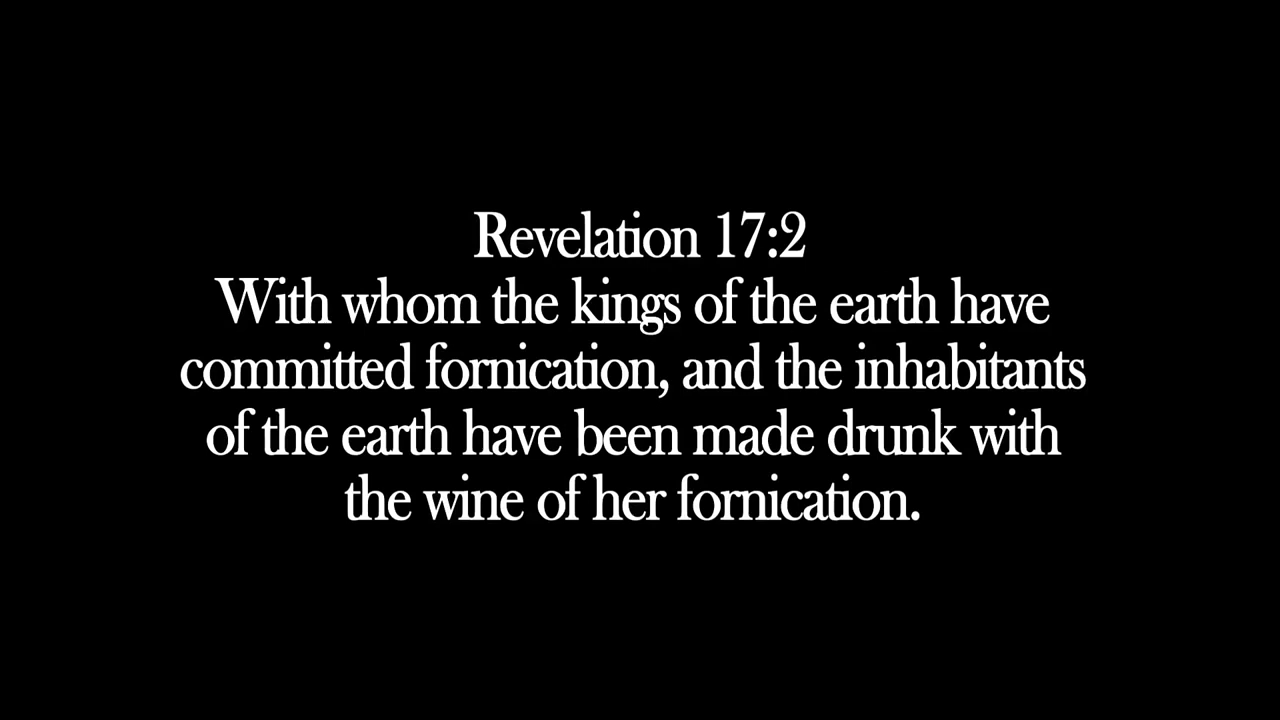 Revelation 17:2
With whom the kings of the earth have
committed fornication, and the inhabitants
of the earth have been made drunk with
the wine of her fornication.